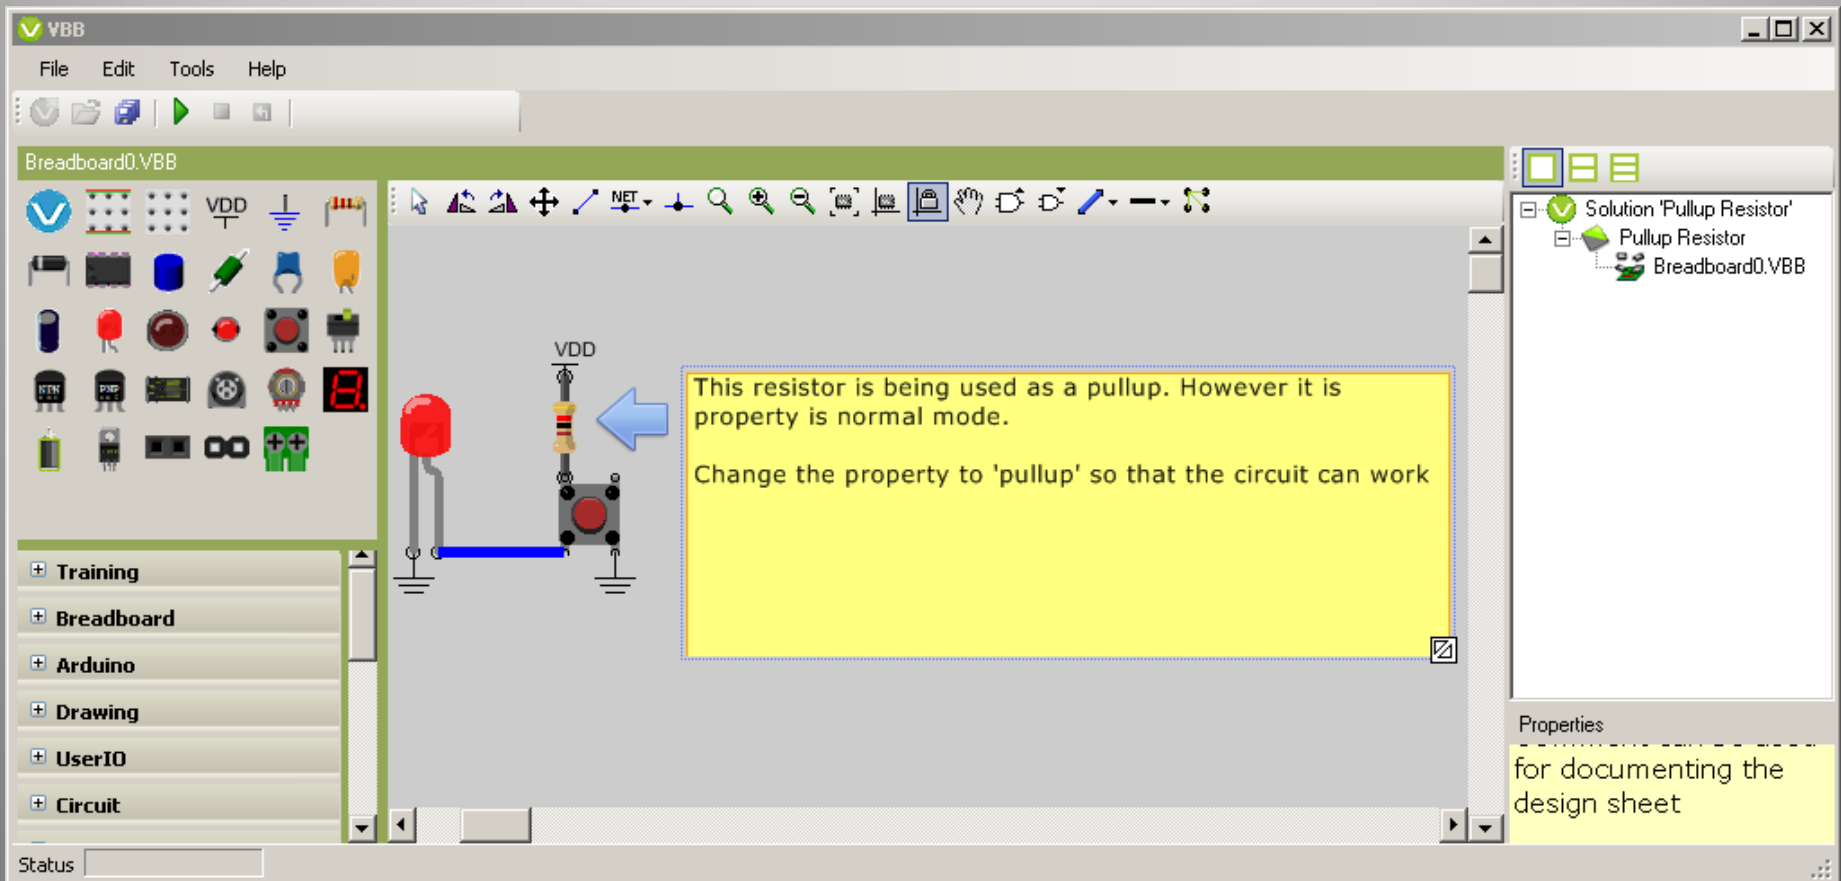 VBB
File Edit Tools Help
Breadboard0.VBB
VDD
NET
NPN
PNP
Training
Breadboard
Arduino
Drawing
UserIO
Circuit
VDD
This resistor is being used as a pullup. However it is
property is normal mode.
Change the property to 'pullup' so that the circuit can work
Solution 'Pullup Resistor'
Pullup Resistor
Breadboard0.VBB
Properties
for documenting the
design sheet
Status